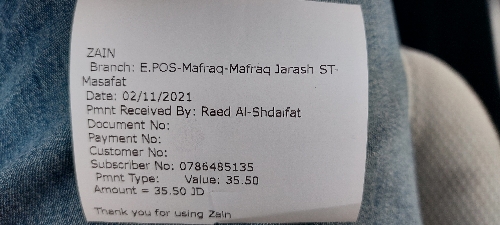 ZAIN
Branch: E.POS-Mafraq-Mafraq Jarash ST-
Masafat
Date: 02/11/2021
Pmnt Received By: Raed Al-Shdaifat
Document No:
Payment No:
Customer No:
Subscriber No: 0786485135
Pmnt Type: Value: 35.50
Amount = 35.50 JD
Thank you for using Zain